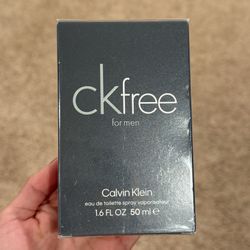 ckfree
for men
Calvin Klein
eau de toilette spray vaporisateur
1.6 FL OZ 50 ml ℮